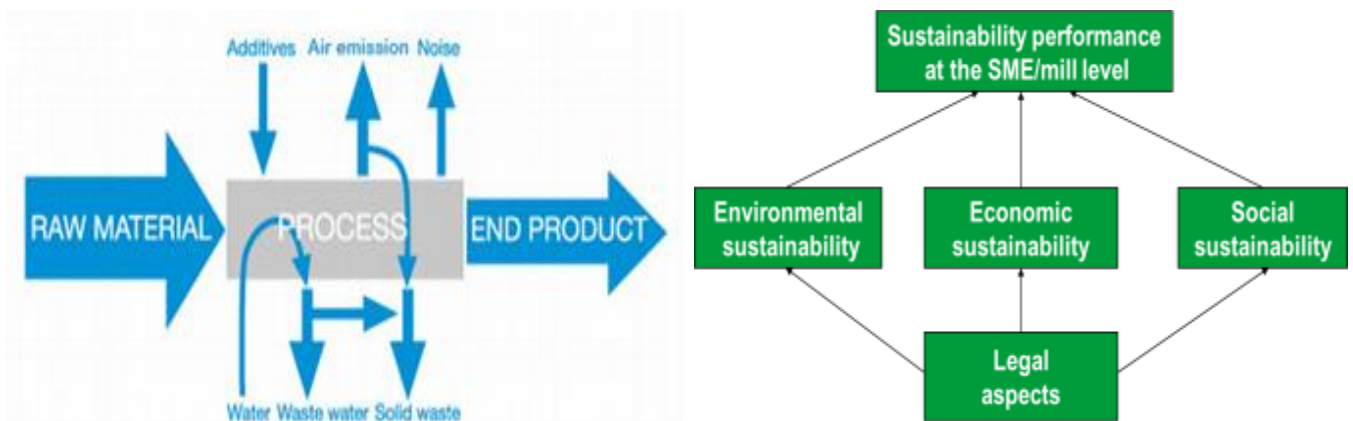 Additives Air emission Noise
RAW MATERIAL
PROCESS
END PRODUCT
Water Waste water Solid waste
Sustainability performance
at the SME/mill level
Environmental
sustainability
Economic
sustainability
Social
sustainability
Legal
aspects